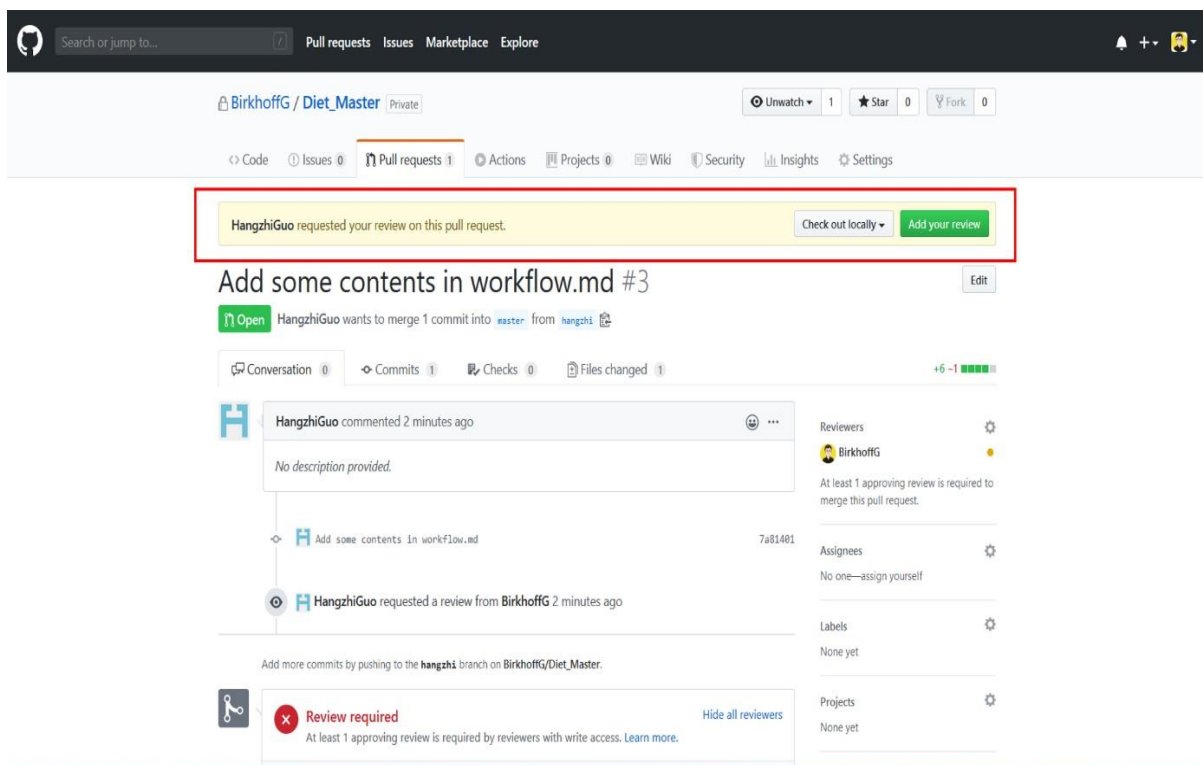 Search or jump to... / Pull requests Issues Marketplace Explore
BirkhoffG / Diet_Master Private Unwatch 1 Star 0 Fork 0
Code Issues 0 Pull requests 1 Actions Projects 0 Wiki Security Insights Settings
HangzhiGuo requested your review on this pull request. Check out locally Add your review
Add some contents in workflow.md #3 Edit
Open HangzhiGuo wants to merge 1 commit into master from hangzhi
Conversation 0 Commits 1 Checks 0 Files changed 1 +6 −1
HangzhiGuo commented 2 minutes ago ...
No description provided.
Add some contents in workflow.md 7a81401
HangzhiGuo requested a review from BirkhoffG 2 minutes ago
Add more commits by pushing to the hangzhi branch on BirkhoffG/Diet_Master.
Review required Hide all reviewers
At least 1 approving review is required by reviewers with write access. Learn more.
Reviewers
BirkhoffG
At least 1 approving review is required to
merge this pull request.
Assignees
No one—assign yourself
Labels
None yet
Projects
None yet